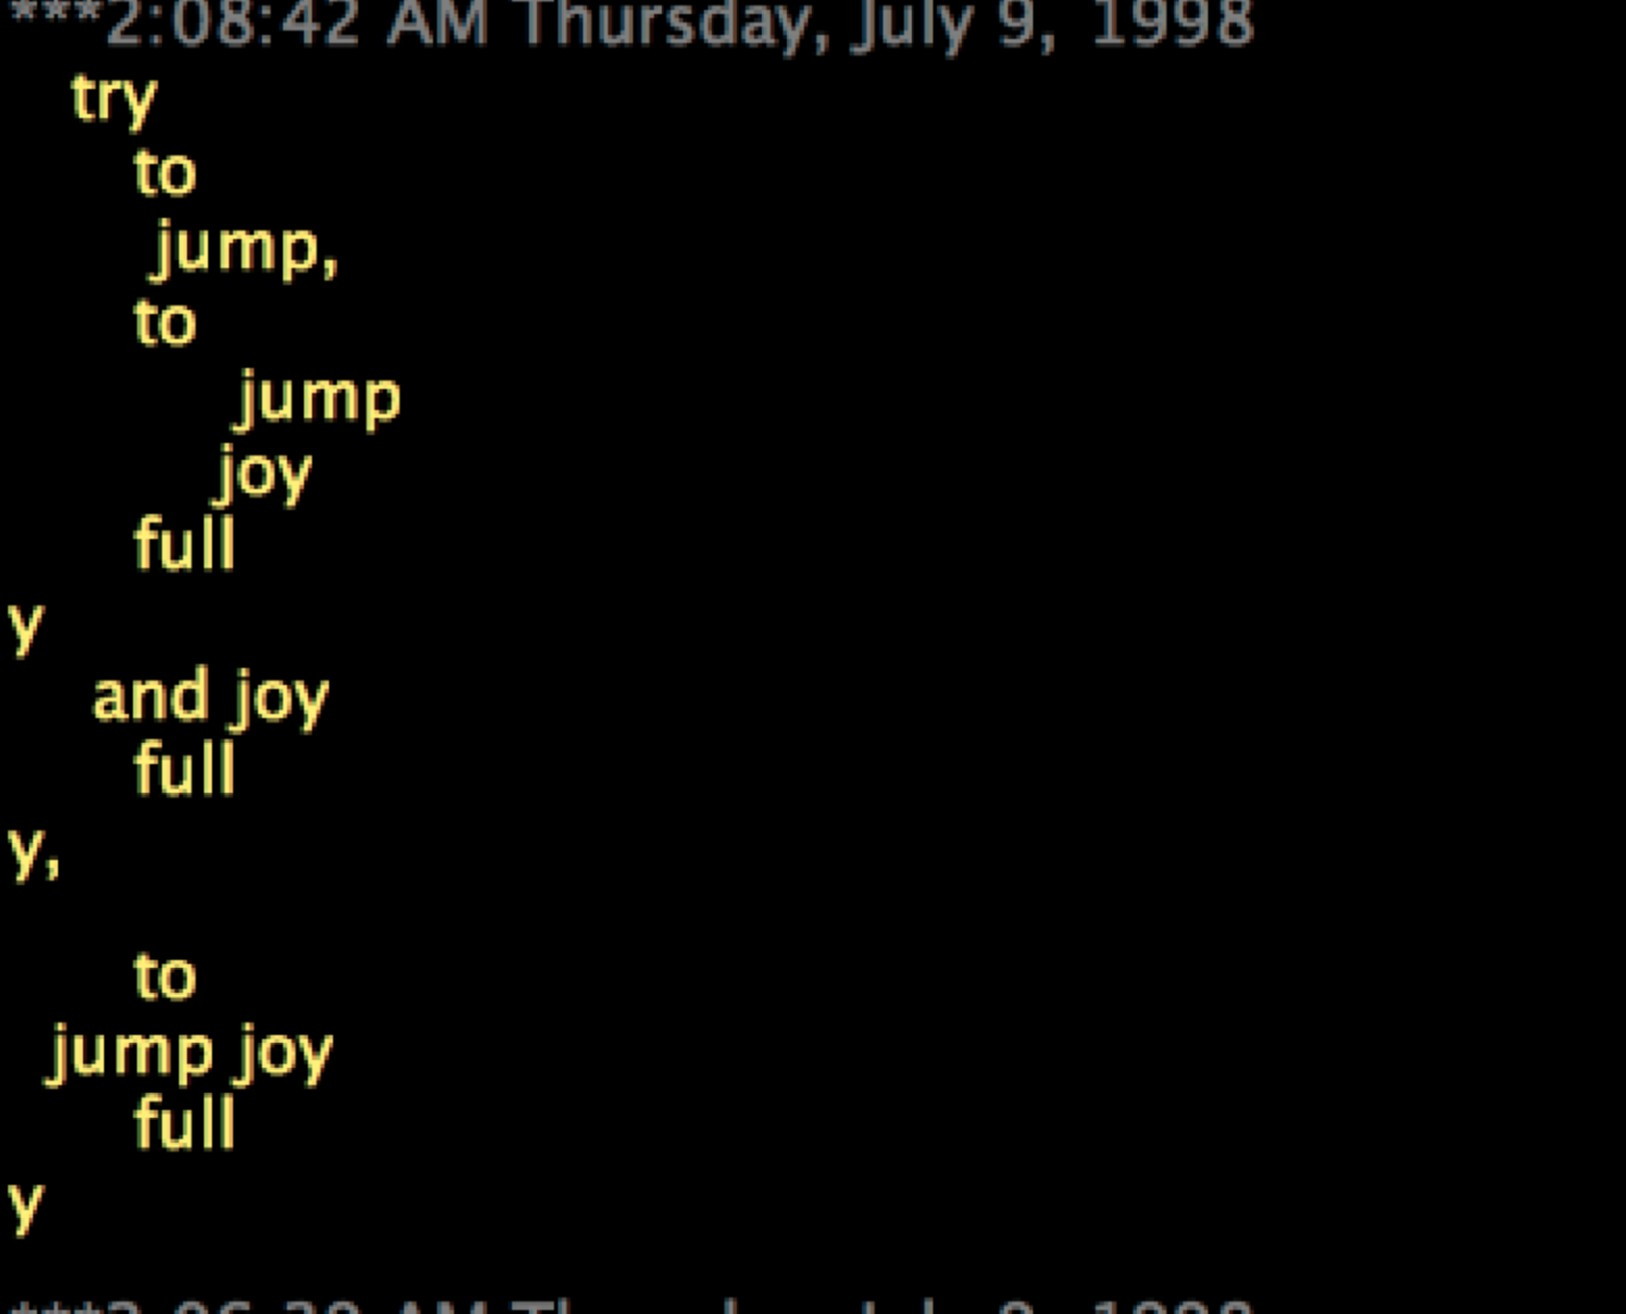 ***2:08:42 AM Thursday, July 9, 1998
try
to
jump,
to
jump
joy
full
y
and joy
full
y,
to
jump joy
full
y